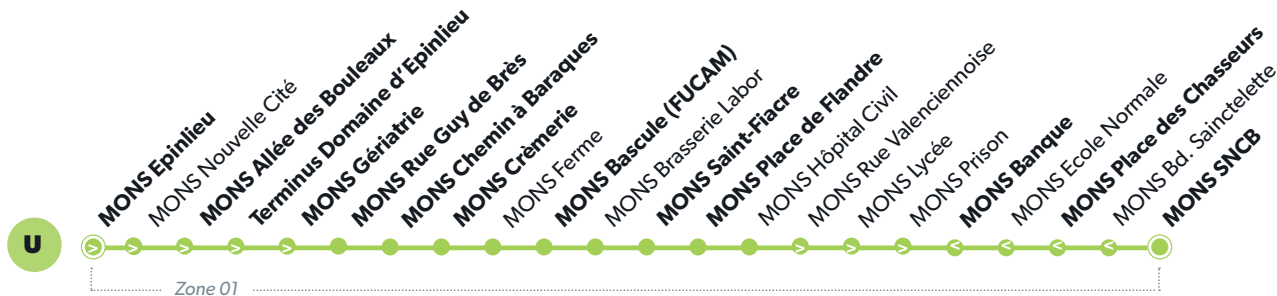 MONS Epinlieu
MONS Nouvelle Cité
MONS Allée des Bouleaux
Terminus Domaine d'Epinlieu
MONS Gériatrie
MONS Rue Guy de Brès
MONS Chemin à Baraques
MONS Crèmerie
MONS Ferme
MONS Bascule (FUCAM)
MONS Brasserie Labor
MONS Saint-Fiacre
MONS Place de Flandre
MONS Hôpital Civil
MONS Rue Valenciennoise
MONS Lycée
MONS Prison
MONS Banque
MONS Ecole Normale
MONS Place des Chasseurs
MONS Bd. Sainctelette
MONS SNCB
U
Zone 01